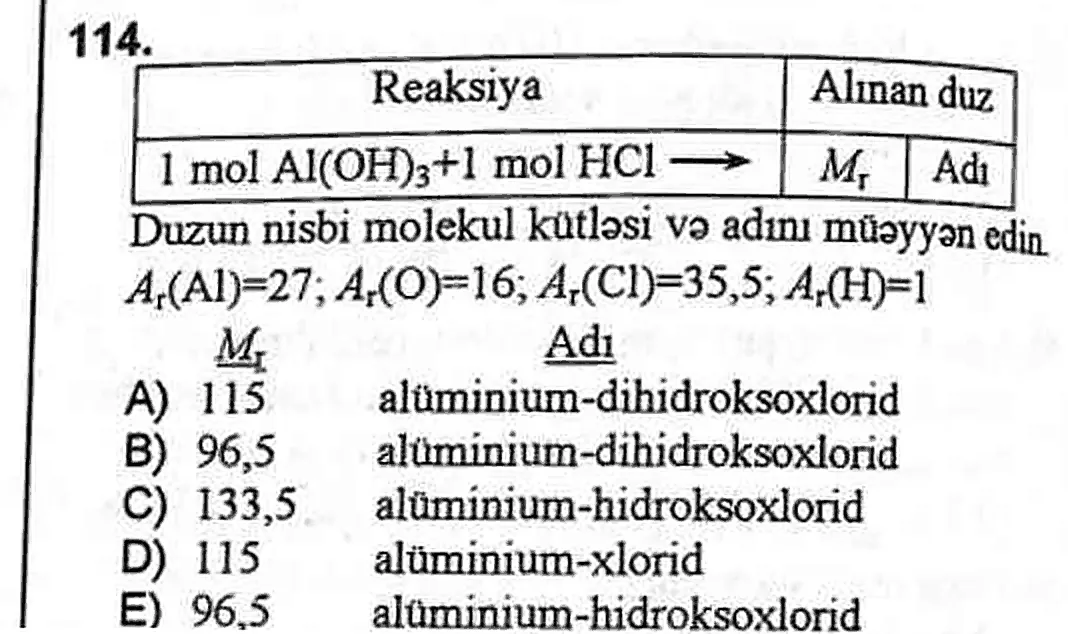 114.
Reaksiya Alınan duz
1 mol Al(OH)₃+1 mol HCl ⟶ Mᵣ Adı
Duzun nisbi molekul kütləsi və adını müəyyən edin.
Aᵣ(Al)=27; Aᵣ(O)=16; Aᵣ(Cl)=35,5; Aᵣ(H)=1
Mᵣ Adı
A) 115 alüminium-dihidroksoxlorid
B) 96,5 alüminium-dihidroksoxlorid
C) 133,5 alüminium-hidroksoxlorid
D) 115 alüminium-xlorid
E) 96,5 alüminium-hidroksoxlorid